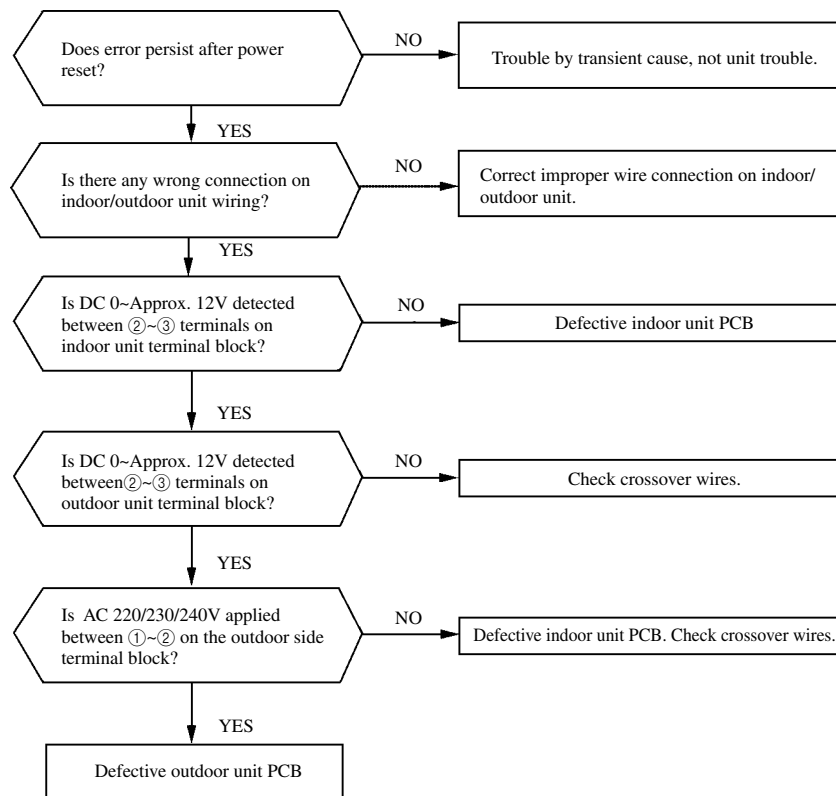 Does error persist after power
reset?
NO
Trouble by transient cause, not unit trouble.
YES
Is there any wrong connection on
indoor/outdoor unit wiring?
NO
Correct improper wire connection on indoor/
outdoor unit.
YES
Is DC 0~Approx. 12V detected
between ②~③ terminals on
indoor unit terminal block?
NO
Defective indoor unit PCB
YES
Is DC 0~Approx. 12V detected
between②~③ terminals on
outdoor unit terminal block?
NO
Check crossover wires.
YES
Is AC 220/230/240V applied
between ①~② on the outdoor side
terminal block?
NO
Defective indoor unit PCB. Check crossover wires.
YES
Defective outdoor unit PCB